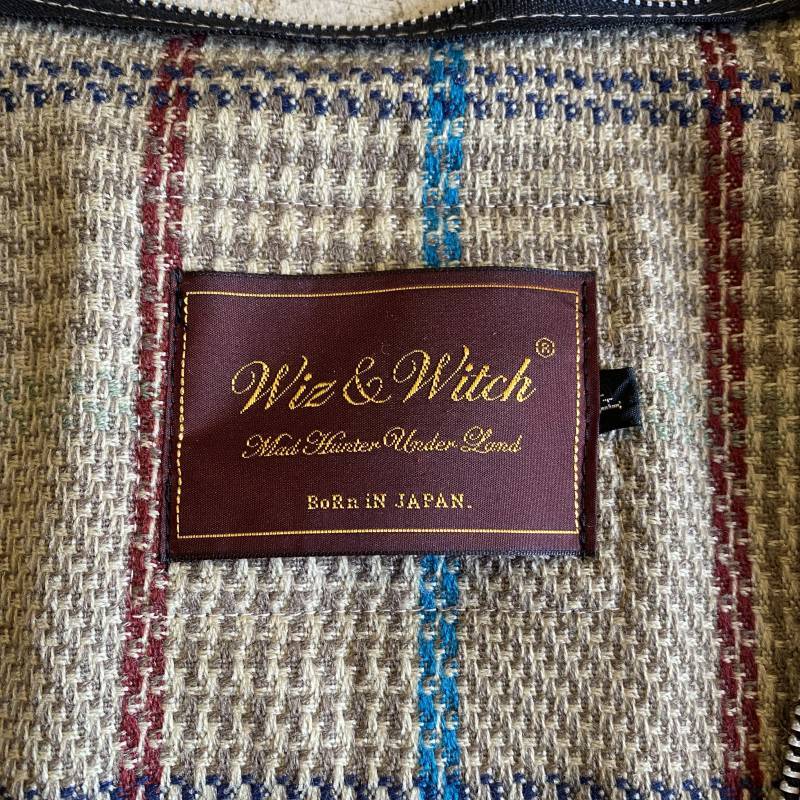 Wiz & Witch®
Mad Hunter Under Land
BoRn iN JAPAN.